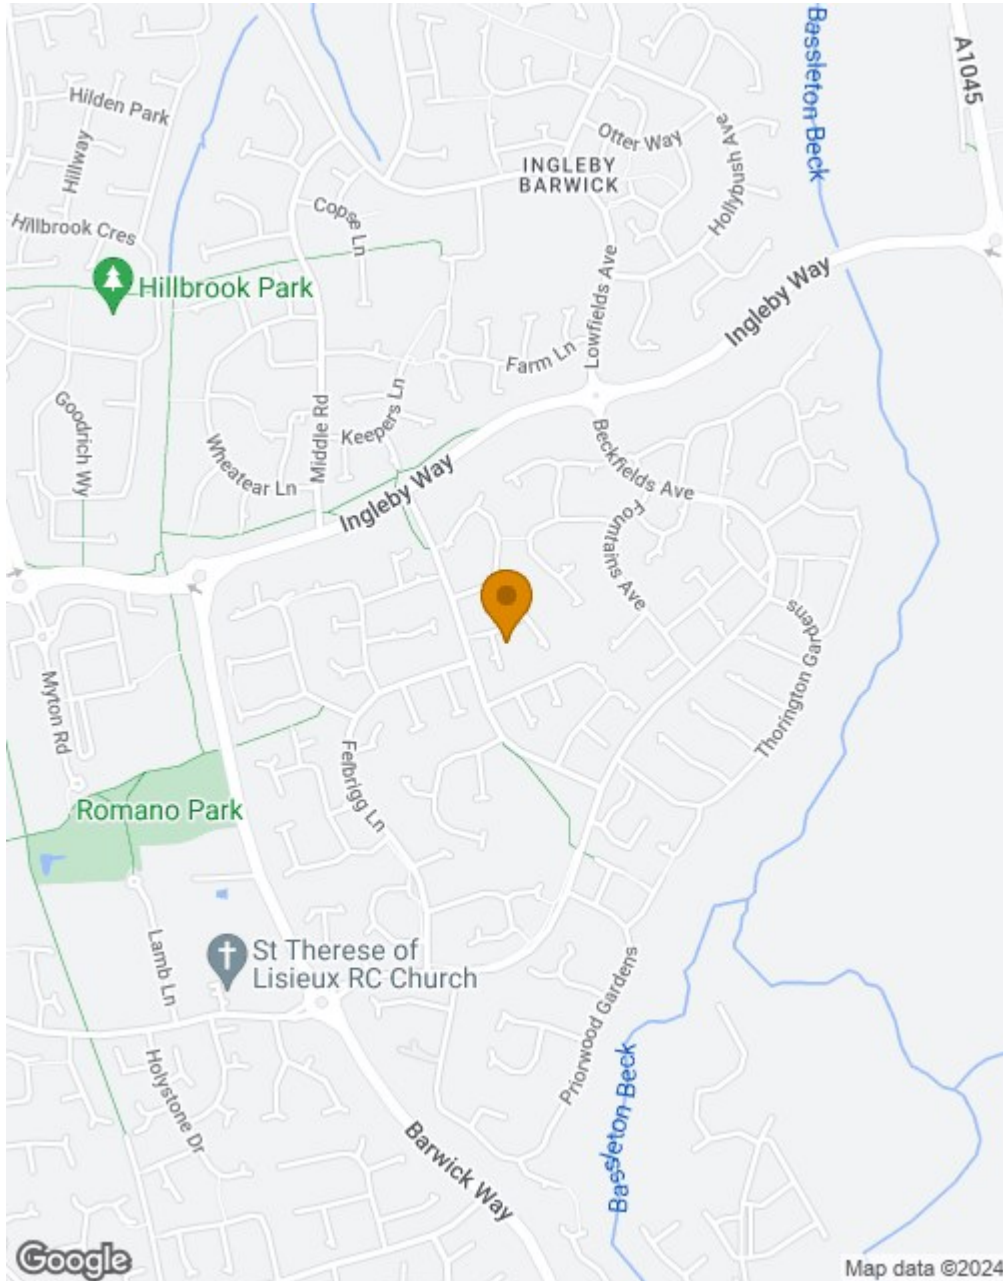 Bassleton Beck
A1045
Hilden Park
Otter Way
Hillway
INGLEBY
BARWICK
Hollybush Ave
Copse Ln
Hillbrook Cres
Lowfields Ave
Ingleby Way
Hillbrook Park
Farm Ln
Goodrich Wy
Middle Rd
Keepers Ln
Wheatear Ln
Beckfields Ave
Ingleby Way
Fountains Ave
Thorington Gardens
Myton Rd
Felbrigg Ln
Romano Park
Lamb Ln
St Therese of
Lisieux RC Church
Priorwood Gardens
Holystone Dr
Bassleton Beck
Barwick Way
Google
Map data ©2024